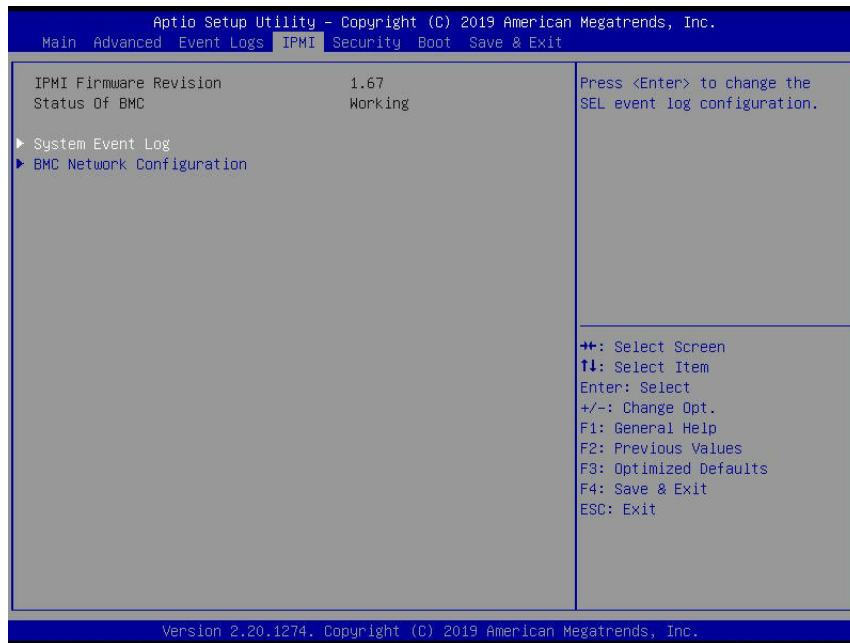 Aptio Setup Utility – Copyright (C) 2019 American Megatrends, Inc.
Main Advanced Event Logs IPMI Security Boot Save & Exit
IPMI Firmware Revision 1.67
Status Of BMC Working
▶ System Event Log
▶ BMC Network Configuration
Press <Enter> to change the
SEL event log configuration.
→←: Select Screen
↑↓: Select Item
Enter: Select
+/-: Change Opt.
F1: General Help
F2: Previous Values
F3: Optimized Defaults
F4: Save & Exit
ESC: Exit
Version 2.20.1274. Copyright (C) 2019 American Megatrends, Inc.